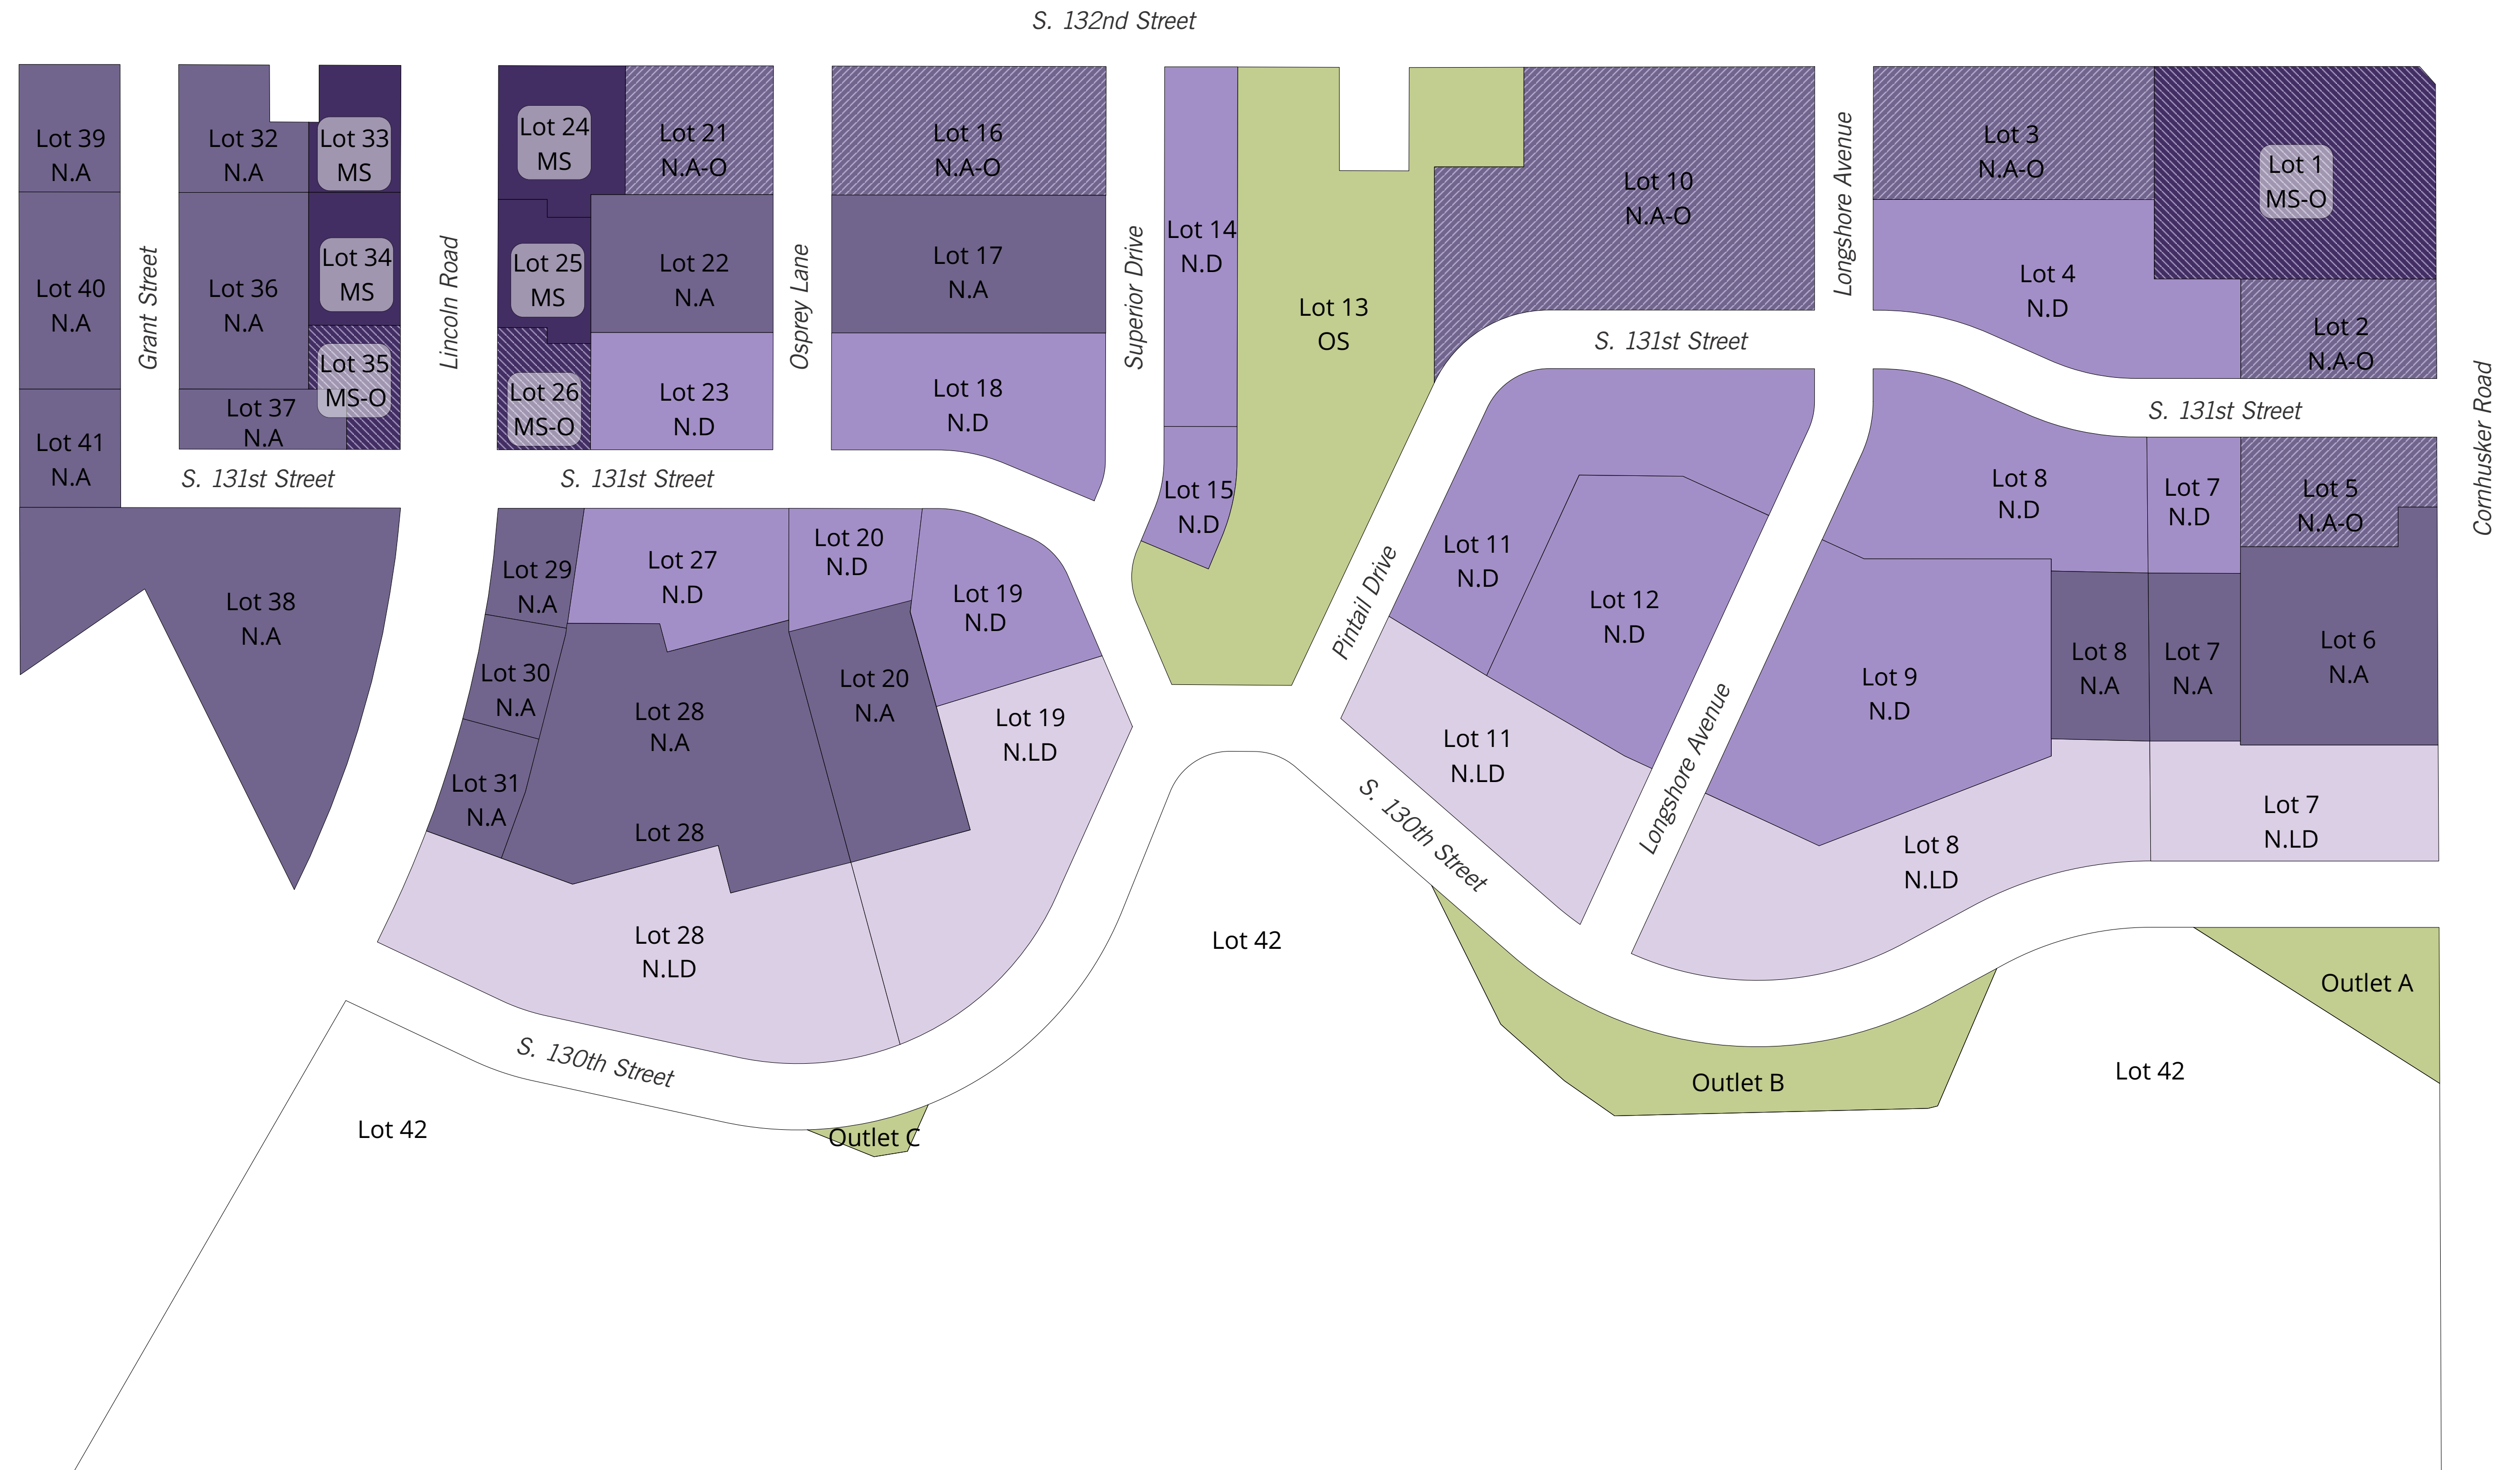 S. 132nd Street
Lot 39
N.A
Lot 32
N.A
Lot 33
MS
Lot 24
MS
Lot 21
N.A-O
Lot 16
N.A-O
Lot 14
N.D
Lot 13
OS
Lot 10
N.A-O
Longshore Avenue
Lot 3
N.A-O
Lot 1
MS-O
Lot 40
N.A
Grant Street
Lot 36
N.A
Lot 34
MS
Lincoln Road
Lot 25
MS
Lot 22
N.A
Osprey Lane
Lot 17
N.A
Superior Drive
Lot 4
N.D
Lot 2
N.A-O
S. 131st Street
Lot 35
MS-O
Lot 37
N.A
Lot 26
MS-O
Lot 23
N.D
Lot 18
N.D
S. 131st Street
Cornhusker Road
Lot 41
N.A
S. 131st Street
S. 131st Street
Lot 15
N.D
Lot 8
N.D
Lot 7
N.D
Lot 5
N.A-O
Lot 38
N.A
Lot 29
N.A
Lot 27
N.D
Lot 20
N.D
Lot 19
N.D
Pintail Drive
Lot 11
N.D
Lot 12
N.D
Lot 30
N.A
Lot 28
N.A
Lot 20
N.A
Lot 19
N.LD
Lot 9
N.D
Lot 8
N.A
Lot 7
N.A
Lot 6
N.A
Lot 31
N.A
Lot 28
Lot 11
N.LD
S. 130th Street
Longshore Avenue
Lot 8
N.LD
Lot 7
N.LD
Lot 28
N.LD
Lot 42
Outlet A
S. 130th Street
Outlet B
Lot 42
Lot 42
Outlet C